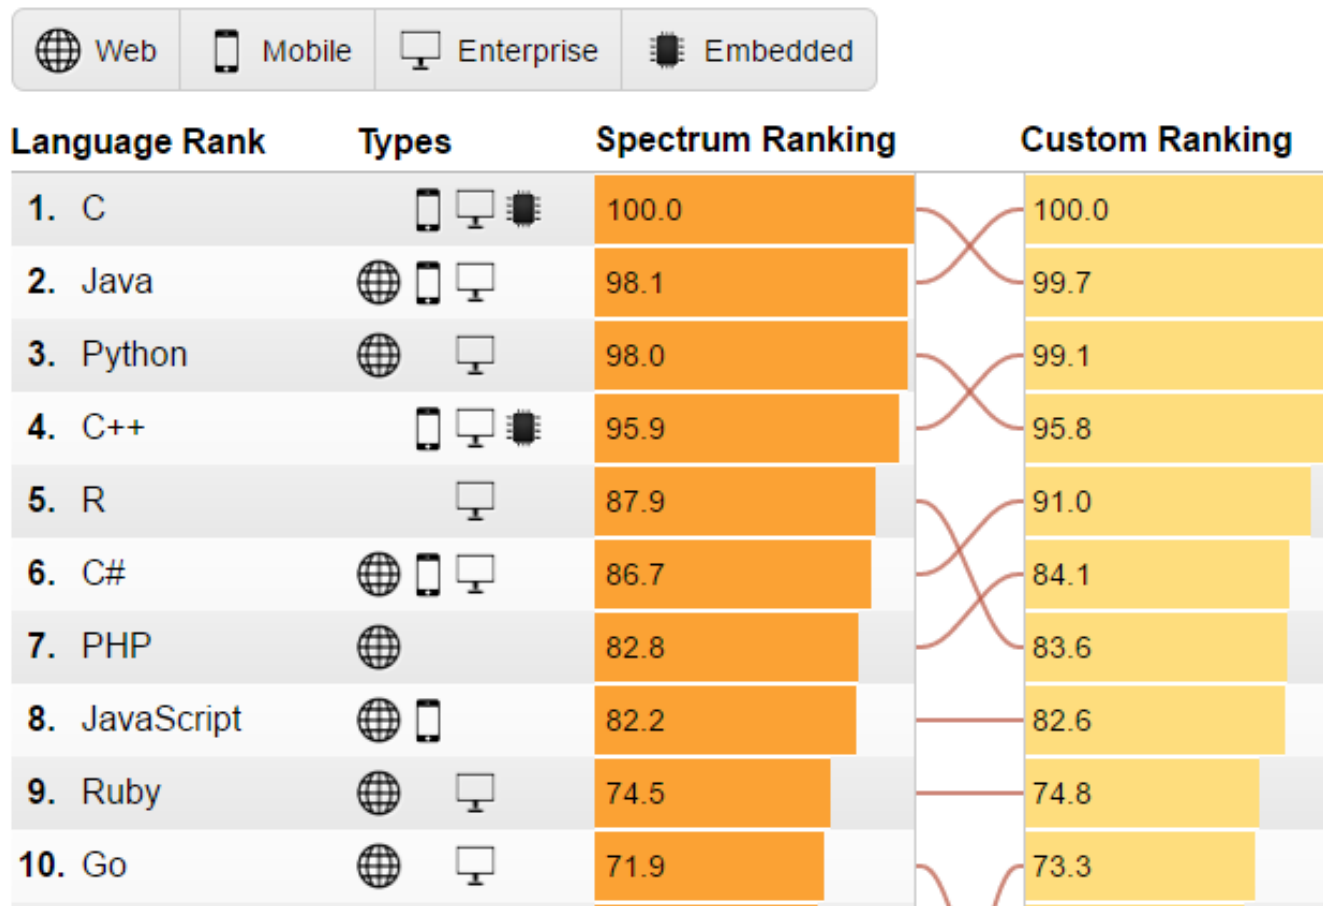 Web Mobile Enterprise Embedded
Language Rank Types Spectrum Ranking Custom Ranking
1. C 100.0 100.0
2. Java 98.1 99.7
3. Python 98.0 99.1
4. C++ 95.9 95.8
5. R 87.9 91.0
6. C# 86.7 84.1
7. PHP 82.8 83.6
8. JavaScript 82.2 82.6
9. Ruby 74.5 74.8
10. Go 71.9 73.3